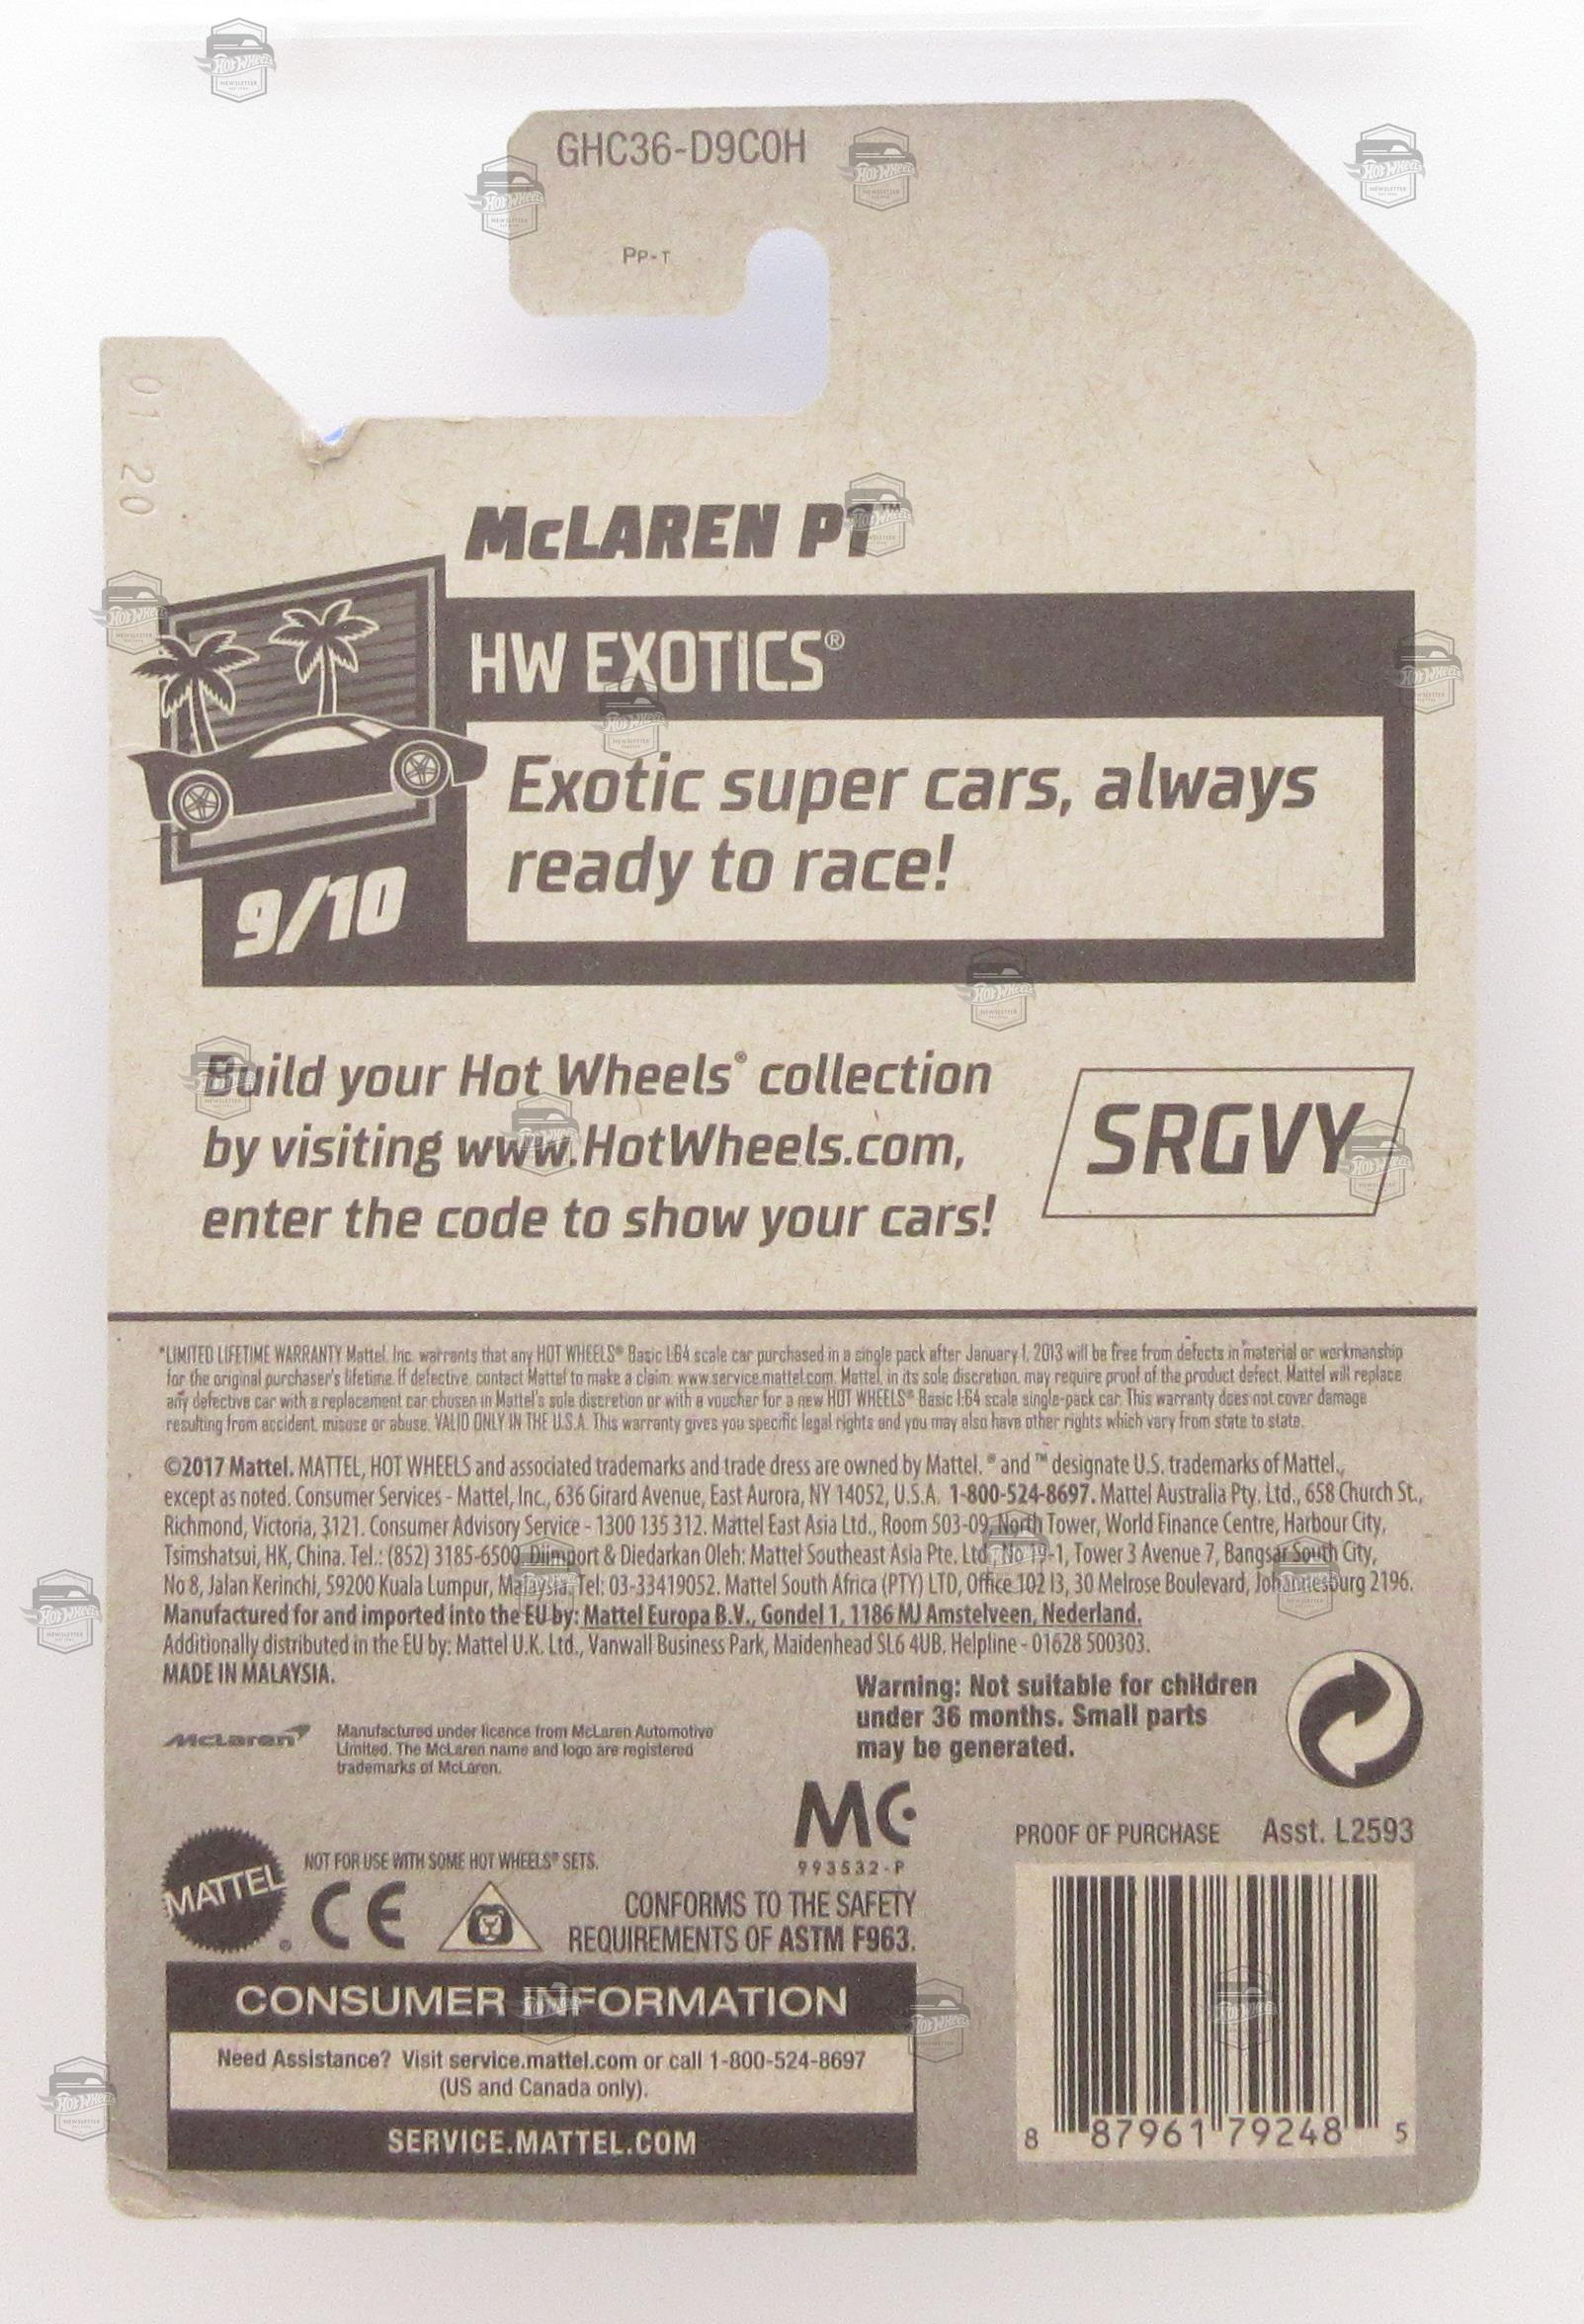 GHC36-D9C0H
PP-T
01 20
McLAREN P1™
HW EXOTICS®
Exotic super cars, always
ready to race!
9/10
Build your Hot Wheels® collection
by visiting www.HotWheels.com,
enter the code to show your cars!
SRGVY
*LIMITED LIFETIME WARRANTY Mattel, Inc. warrants that any HOT WHEELS® Basic 1:64 scale car purchased in a single pack after January 1, 2013 will be free from defects in material or workmanship
for the original purchaser's lifetime. If defective, contact Mattel to make a claim: www.service.mattel.com. Mattel, in its sole discretion, may require proof of the product defect. Mattel will replace
any defective car with a replacement car chosen in Mattel's sole discretion or with a voucher for a new HOT WHEELS® Basic 1:64 scale single-pack car. This warranty does not cover damage
resulting from accident, misuse or abuse. VALID ONLY IN THE U.S.A. This warranty gives you specific legal rights and you may also have other rights which vary from state to state.
©2017 Mattel. MATTEL, HOT WHEELS and associated trademarks and trade dress are owned by Mattel. ® and ™ designate U.S. trademarks of Mattel.,
except as noted. Consumer Services - Mattel, Inc., 636 Girard Avenue, East Aurora, NY 14052, U.S.A. 1-800-524-8697. Mattel Australia Pty. Ltd., 658 Church St.,
Richmond, Victoria, 3121. Consumer Advisory Service - 1300 135 312. Mattel East Asia Ltd., Room 503-09, North Tower, World Finance Centre, Harbour City,
Tsimshatsui, HK, China. Tel.: (852) 3185-6500. Diimport & Diedarkan Oleh: Mattel Southeast Asia Pte. Ltd., No 19-1, Tower 3 Avenue 7, Bangsar South City,
No 8, Jalan Kerinchi, 59200 Kuala Lumpur, Malaysia. Tel: 03-33419052. Mattel South Africa (PTY) LTD, Office 102 I3, 30 Melrose Boulevard, Johannesburg 2196.
Manufactured for and imported into the EU by: Mattel Europa B.V., Gondel 1, 1186 MJ Amstelveen, Nederland.
Additionally distributed in the EU by: Mattel U.K. Ltd., Vanwall Business Park, Maidenhead SL6 4UB. Helpline - 01628 500303.
MADE IN MALAYSIA.
Warning: Not suitable for children
under 36 months. Small parts
may be generated.
McLaren
Manufactured under licence from McLaren Automotive
Limited. The McLaren name and logo are registered
trademarks of McLaren.
MC
993532-P
PROOF OF PURCHASE Asst. L2593
MATTEL®
NOT FOR USE WITH SOME HOT WHEELS® SETS.
CE
CONFORMS TO THE SAFETY
REQUIREMENTS OF ASTM F963.
CONSUMER INFORMATION
Need Assistance? Visit service.mattel.com or call 1-800-524-8697
(US and Canada only).
SERVICE.MATTEL.COM
8 87961 79248 5